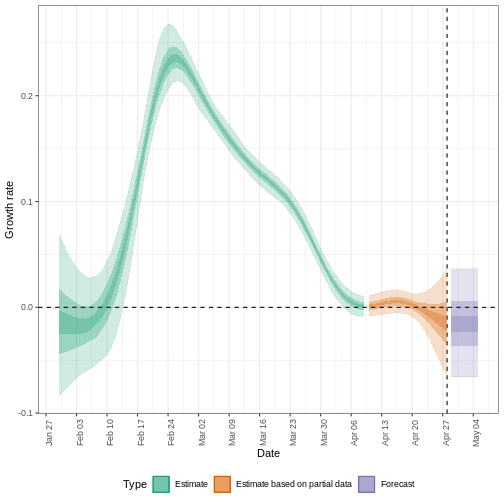 Growth rate
0.2
0.1
0.0
-0.1
Jan 27
Feb 03
Feb 10
Feb 17
Feb 24
Mar 02
Mar 09
Mar 16
Mar 23
Mar 30
Apr 06
Apr 13
Apr 20
Apr 27
May 04
Date
Type Estimate Estimate based on partial data Forecast